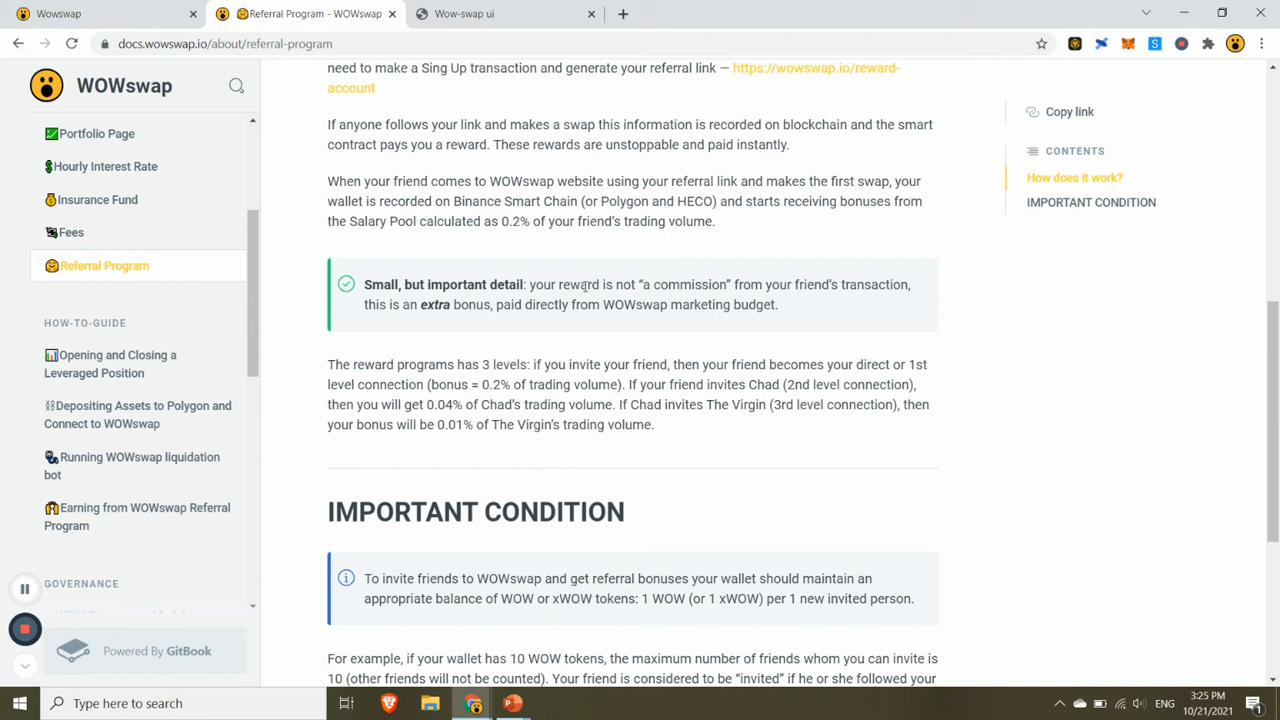 Wowswap
Referral Program - WOWswap
Wow-swap ui
docs.wowswap.io/about/referral-program
WOWswap
Portfolio Page
Hourly Interest Rate
Insurance Fund
Fees
Referral Program
HOW-TO-GUIDE
Opening and Closing a
Leveraged Position
Depositing Assets to Polygon and
Connect to WOWswap
Running WOWswap liquidation
bot
Earning from WOWswap Referral
Program
GOVERNANCE
Powered By GitBook
need to make a Sing Up transaction and generate your referral link — https://wowswap.io/reward-
account
If anyone follows your link and makes a swap this information is recorded on blockchain and the smart
contract pays you a reward. These rewards are unstoppable and paid instantly.
When your friend comes to WOWswap website using your referral link and makes the first swap, your
wallet is recorded on Binance Smart Chain (or Polygon and HECO) and starts receiving bonuses from
the Salary Pool calculated as 0.2% of your friend's trading volume.
Small, but important detail: your reward is not “a commission” from your friend's transaction,
this is an extra bonus, paid directly from WOWswap marketing budget.
The reward programs has 3 levels: if you invite your friend, then your friend becomes your direct or 1st
level connection (bonus = 0.2% of trading volume). If your friend invites Chad (2nd level connection),
then you will get 0.04% of Chad's trading volume. If Chad invites The Virgin (3rd level connection), then
your bonus will be 0.01% of The Virgin's trading volume.
IMPORTANT CONDITION
To invite friends to WOWswap and get referral bonuses your wallet should maintain an
appropriate balance of WOW or xWOW tokens: 1 WOW (or 1 xWOW) per 1 new invited person.
For example, if your wallet has 10 WOW tokens, the maximum number of friends whom you can invite is
10 (other friends will not be counted). Your friend is considered to be “invited” if he or she followed your
Copy link
CONTENTS
How does it work?
IMPORTANT CONDITION
Type here to search
ENG
3:25 PM
10/21/2021